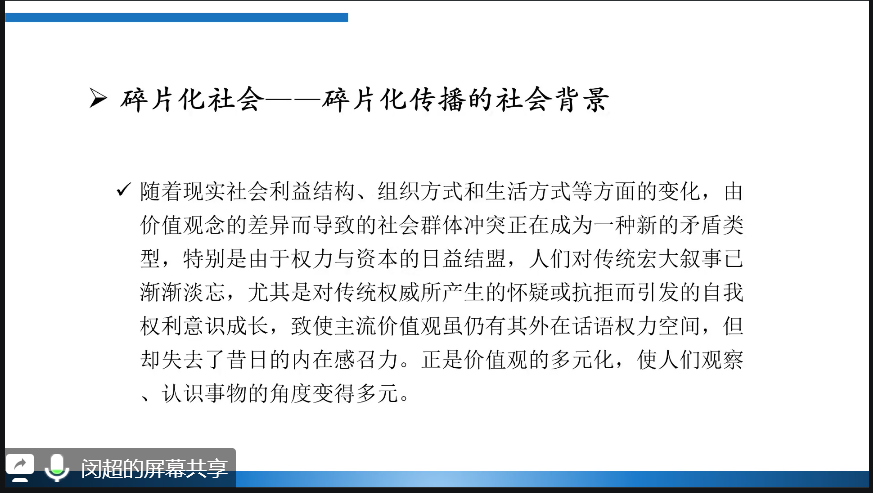 碎片化社会——碎片化传播的社会背景
随着现实社会利益结构、组织方式和生活方式等方面的变化，由
价值观念的差异而导致的社会群体冲突正在成为一种新的矛盾类
型，特别是由于权力与资本的日益结盟，人们对传统宏大叙事已
渐渐淡忘，尤其是对传统权威所产生的怀疑或抗拒而引发的自我
权利意识成长，致使主流价值观虽仍有其外在话语权力空间，但
却失去了昔日的内在感召力。正是价值观的多元化，使人们观察
、认识事物的角度变得多元。
闵超的屏幕共享